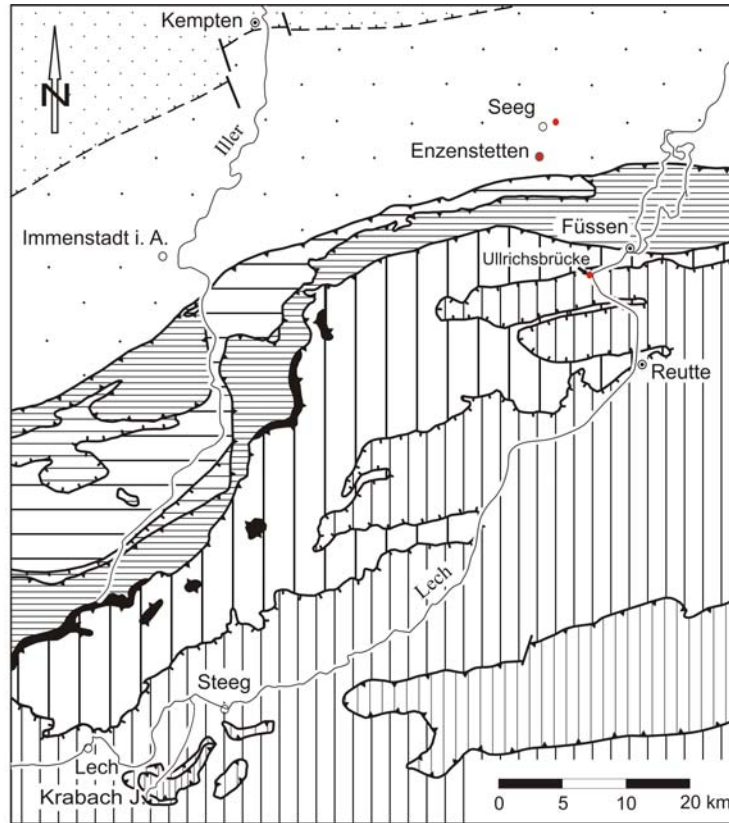 Kempten
N
Iller
Seeg
Enzenstetten
Immenstadt i. A.
Füssen
Ullrichsbrücke
Reutte
Lech
Steeg
Lech
Krabach J.
0 5 10 20 km